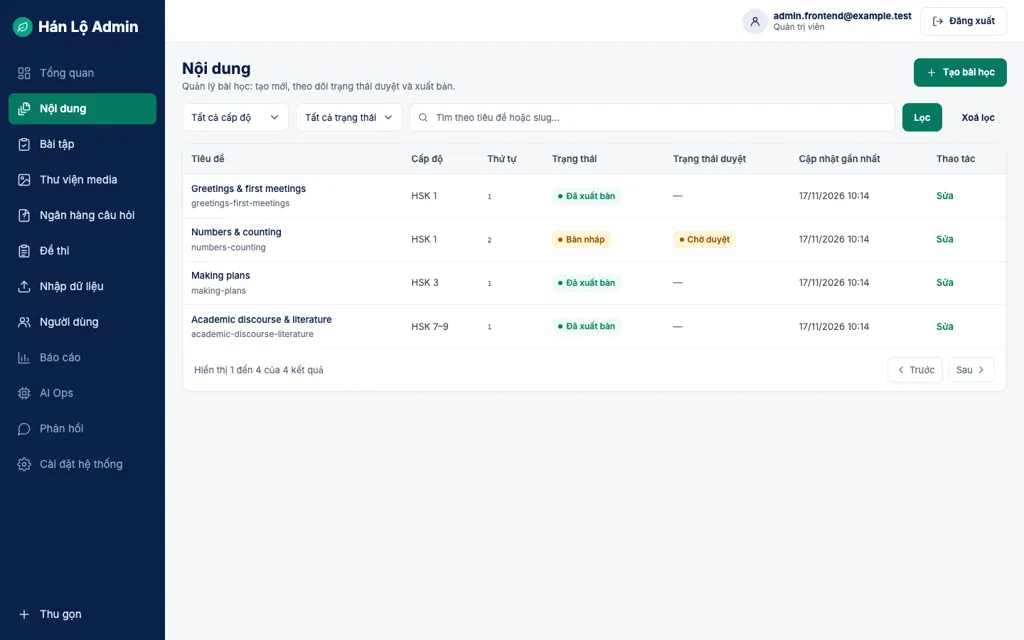 Hán Lộ Admin
admin.frontend@example.test
Quản trị viên
Đăng xuất
Tổng quan
Nội dung
Bài tập
Thư viện media
Ngân hàng câu hỏi
Đề thi
Nhập dữ liệu
Người dùng
Báo cáo
AI Ops
Phản hồi
Cài đặt hệ thống
Thu gọn
Nội dung
Quản lý bài học: tạo mới, theo dõi trạng thái duyệt và xuất bản.
Tạo bài học
Tất cả cấp độ
Tất cả trạng thái
Tìm theo tiêu đề hoặc slug...
Lọc
Xoá lọc
Tiêu đề Cấp độ Thứ tự Trạng thái Trạng thái duyệt Cập nhật gần nhất Thao tác
Greetings & first meetings
greetings-first-meetings
HSK 1 1 Đã xuất bản — 17/11/2026 10:14 Sửa
Numbers & counting
numbers-counting
HSK 1 2 Bản nháp Chờ duyệt 17/11/2026 10:14 Sửa
Making plans
making-plans
HSK 3 1 Đã xuất bản — 17/11/2026 10:14 Sửa
Academic discourse & literature
academic-discourse-literature
HSK 7–9 1 Đã xuất bản — 17/11/2026 10:14 Sửa
Hiển thị 1 đến 4 của 4 kết quả
Trước
Sau